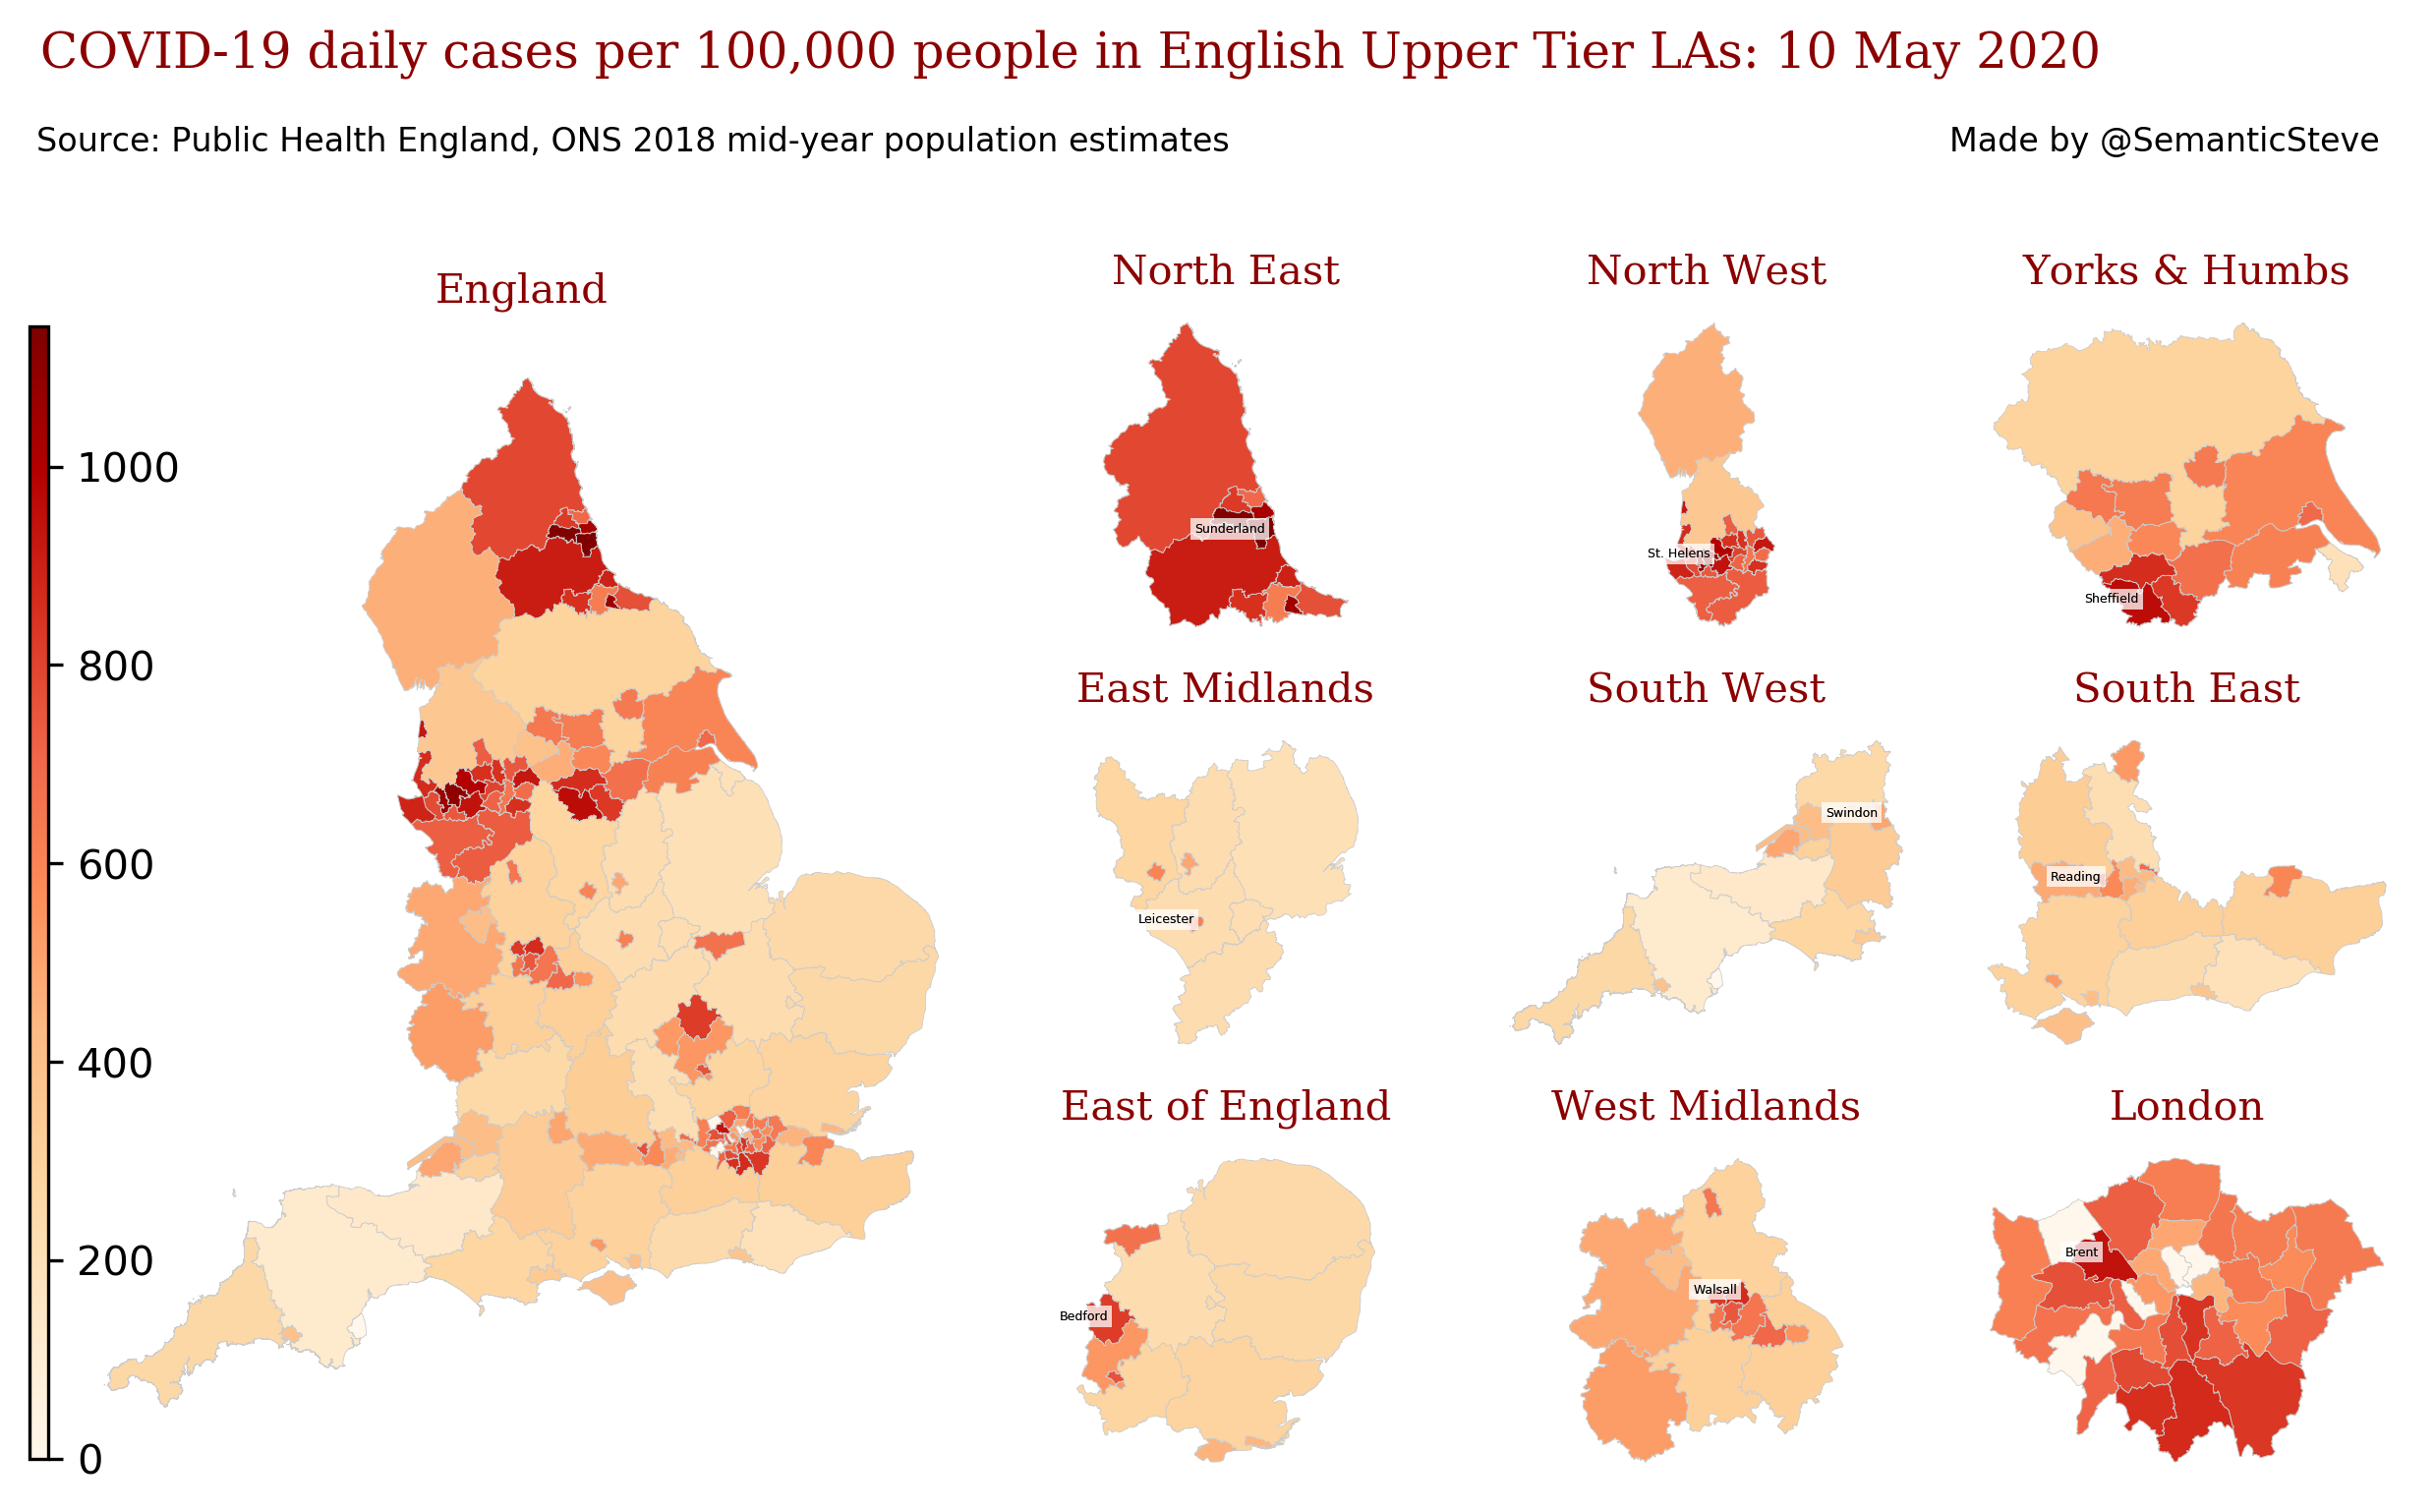 COVID-19 daily cases per 100,000 people in English Upper Tier LAs: 10 May 2020
Source: Public Health England, ONS 2018 mid-year population estimates
Made by @SemanticSteve
England
1000
800
600
400
200
0
North East
Sunderland
North West
St. Helens
Yorks & Humbs
Sheffield
East Midlands
Leicester
South West
Swindon
South East
Reading
East of England
Bedford
West Midlands
Walsall
London
Brent